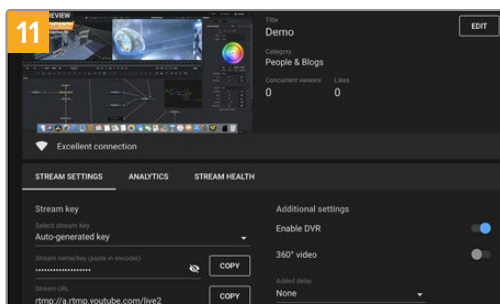 11
PREVIEW
Title
Demo
EDIT
Category
People & Blogs
Concurrent viewers Likes
0 0
Excellent connection
STREAM SETTINGS ANALYTICS STREAM HEALTH
Stream key
Additional settings
Select stream key
Auto-generated key
Enable DVR
360° video
Stream name/key (paste in encoder)
•••••••••••••••••••
COPY
Added delay
None
Stream URL
rtmp://a.rtmp.youtube.com/live2
COPY